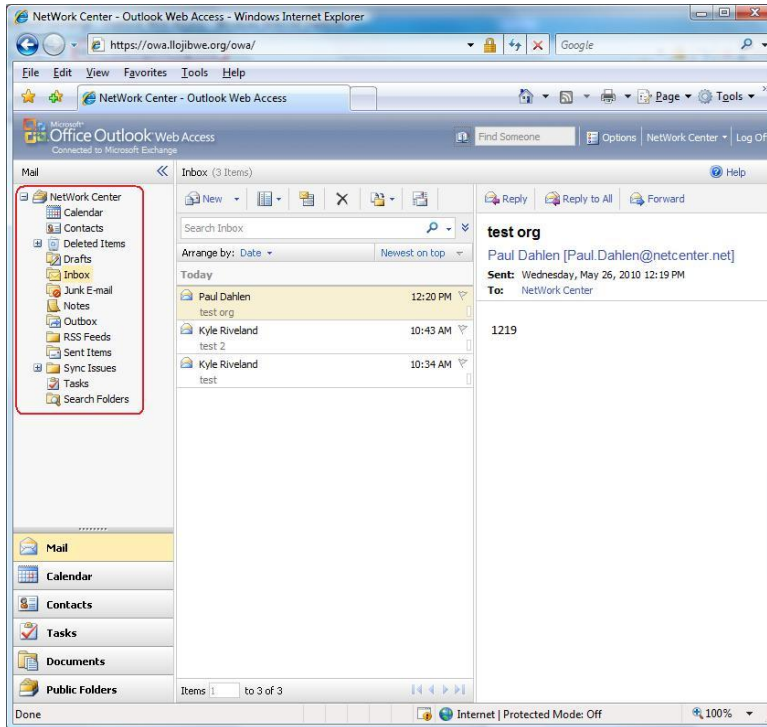 NetWork Center - Outlook Web Access - Windows Internet Explorer
https://owa.llojibwe.org/owa/
Google
File Edit View Favorites Tools Help
NetWork Center - Outlook Web Access
Page Tools
Microsoft
Office Outlook Web Access
Connected to Microsoft Exchange
Find Someone
Options NetWork Center Log Of
Mail
Inbox (3 Items)
Help
NetWork Center
Calendar
Contacts
Deleted Items
Drafts
Inbox
Junk E-mail
Notes
Outbox
RSS Feeds
Sent Items
Sync Issues
Tasks
Search Folders
Mail
Calendar
Contacts
Tasks
Documents
Public Folders
New
Search Inbox
Arrange by: Date Newest on top
Today
Paul Dahlen 12:20 PM
test org
Kyle Riveland 10:43 AM
test 2
Kyle Riveland 10:34 AM
test
Items 1 to 3 of 3
Reply Reply to All Forward
test org
Paul Dahlen [Paul.Dahlen@netcenter.net]
Sent: Wednesday, May 26, 2010 12:19 PM
To: NetWork Center
1219
Done
Internet | Protected Mode: Off
100%